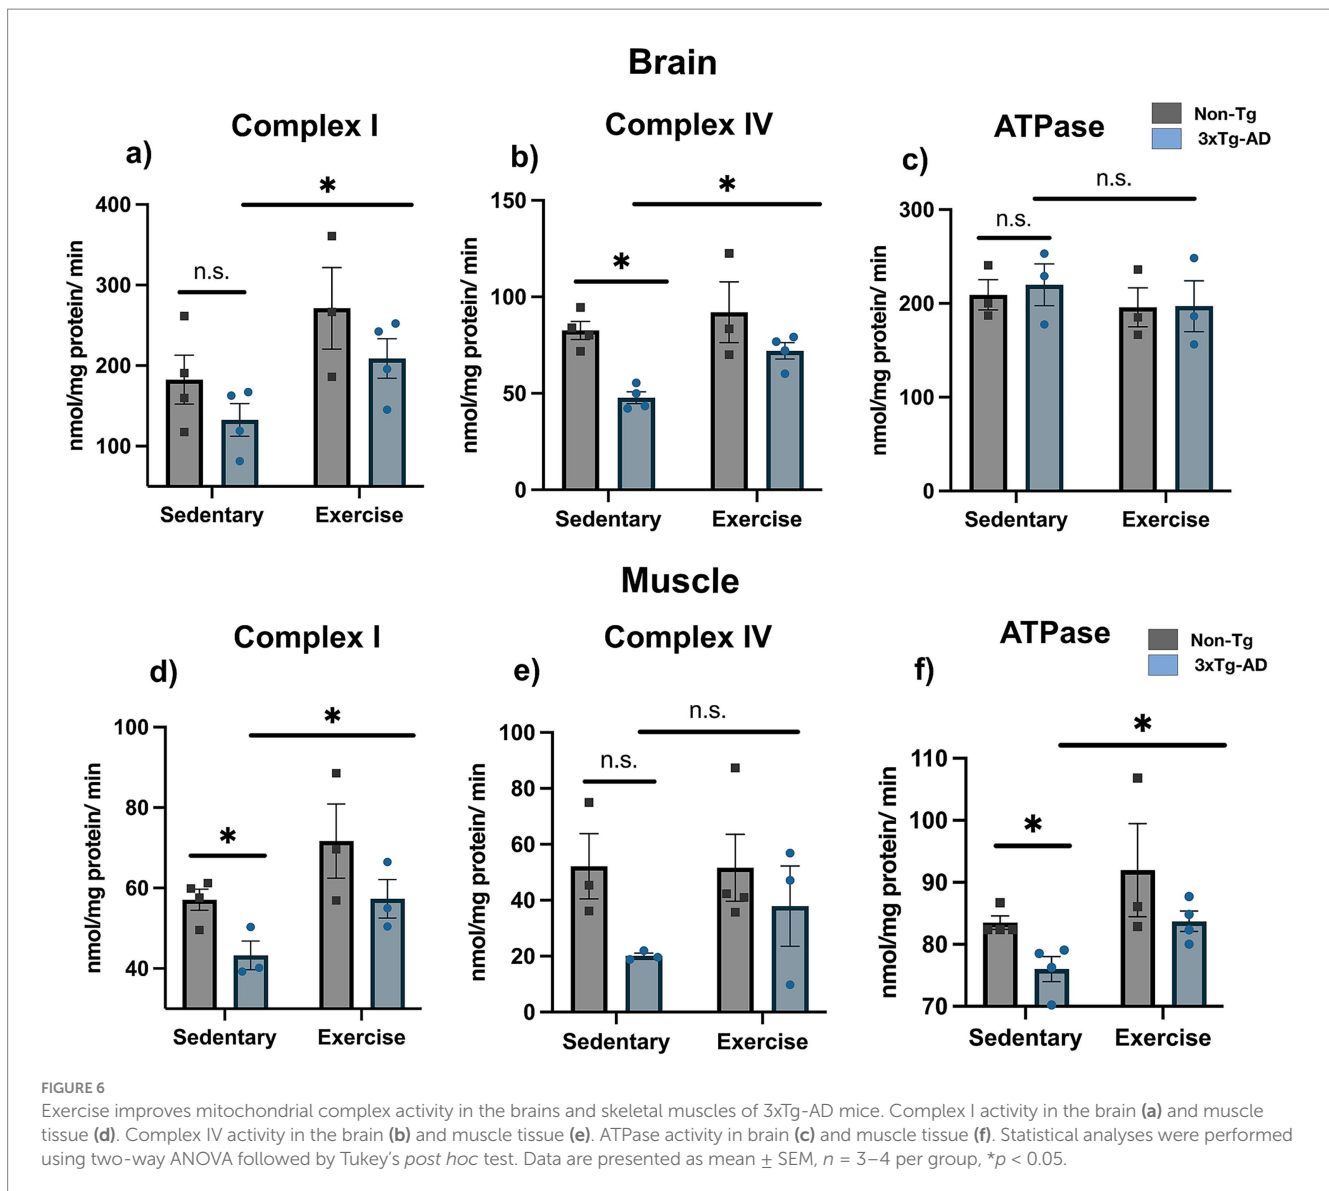 Brain
Complex I
Complex IV
ATPase
Non-Tg
3xTg-AD
a)
b)
c)
nmol/mg protein/ min
400
300
200
100
n.s.
*
Sedentary
Exercise
nmol/mg protein/ min
150
100
50
0
*
*
Sedentary
Exercise
nmol/mg protein/ min
300
200
100
0
n.s.
n.s.
Sedentary
Exercise
Muscle
Complex I
Complex IV
ATPase
Non-Tg
3xTg-AD
d)
e)
f)
nmol/mg protein/ min
100
80
60
40
*
*
Sedentary
Exercise
nmol/mg protein/ min
100
80
60
40
20
0
n.s.
n.s.
Sedentary
Exercise
nmol/mg protein/ min
110
100
90
80
70
*
*
Sedentary
Exercise
FIGURE 6
Exercise improves mitochondrial complex activity in the brains and skeletal muscles of 3xTg-AD mice. Complex I activity in the brain (a) and muscle
tissue (d). Complex IV activity in the brain (b) and muscle tissue (e). ATPase activity in brain (c) and muscle tissue (f). Statistical analyses were performed
using two-way ANOVA followed by Tukey's post hoc test. Data are presented as mean ± SEM, n = 3–4 per group, *p < 0.05.